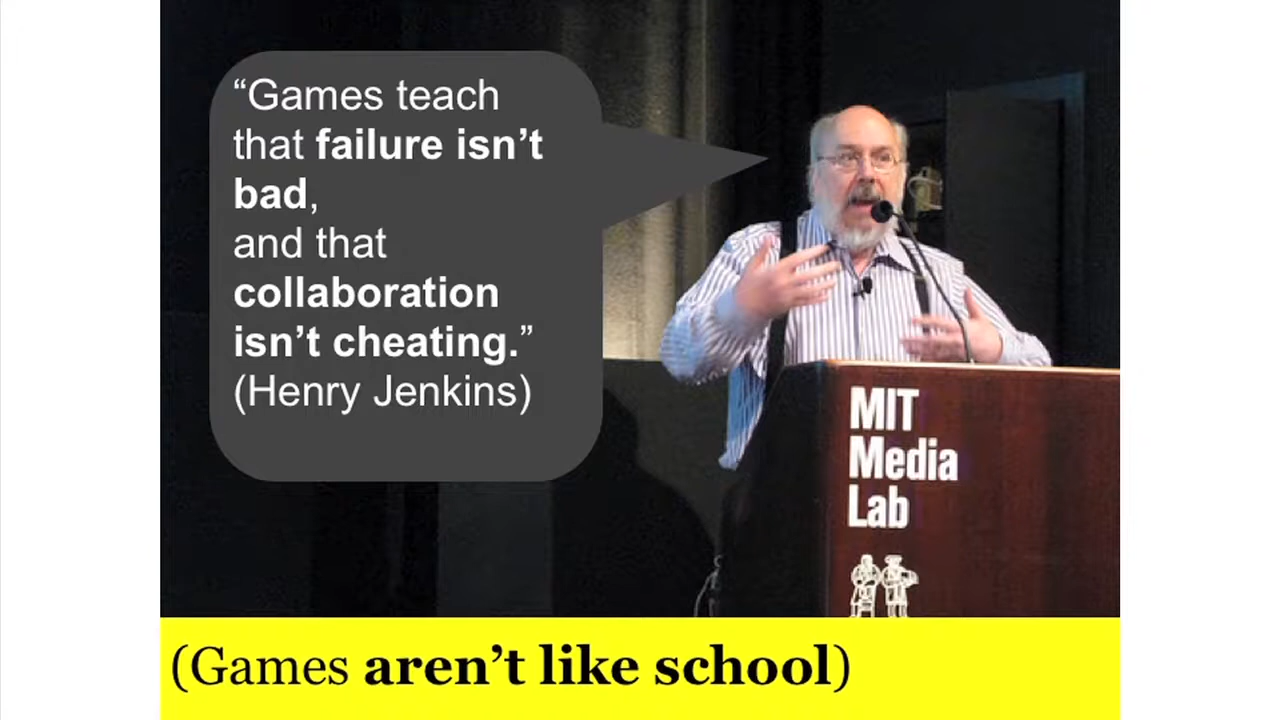 “Games teach
that failure isn’t
bad,
and that
collaboration
isn’t cheating.”
(Henry Jenkins)
MIT
Media
Lab
(Games aren’t like school)